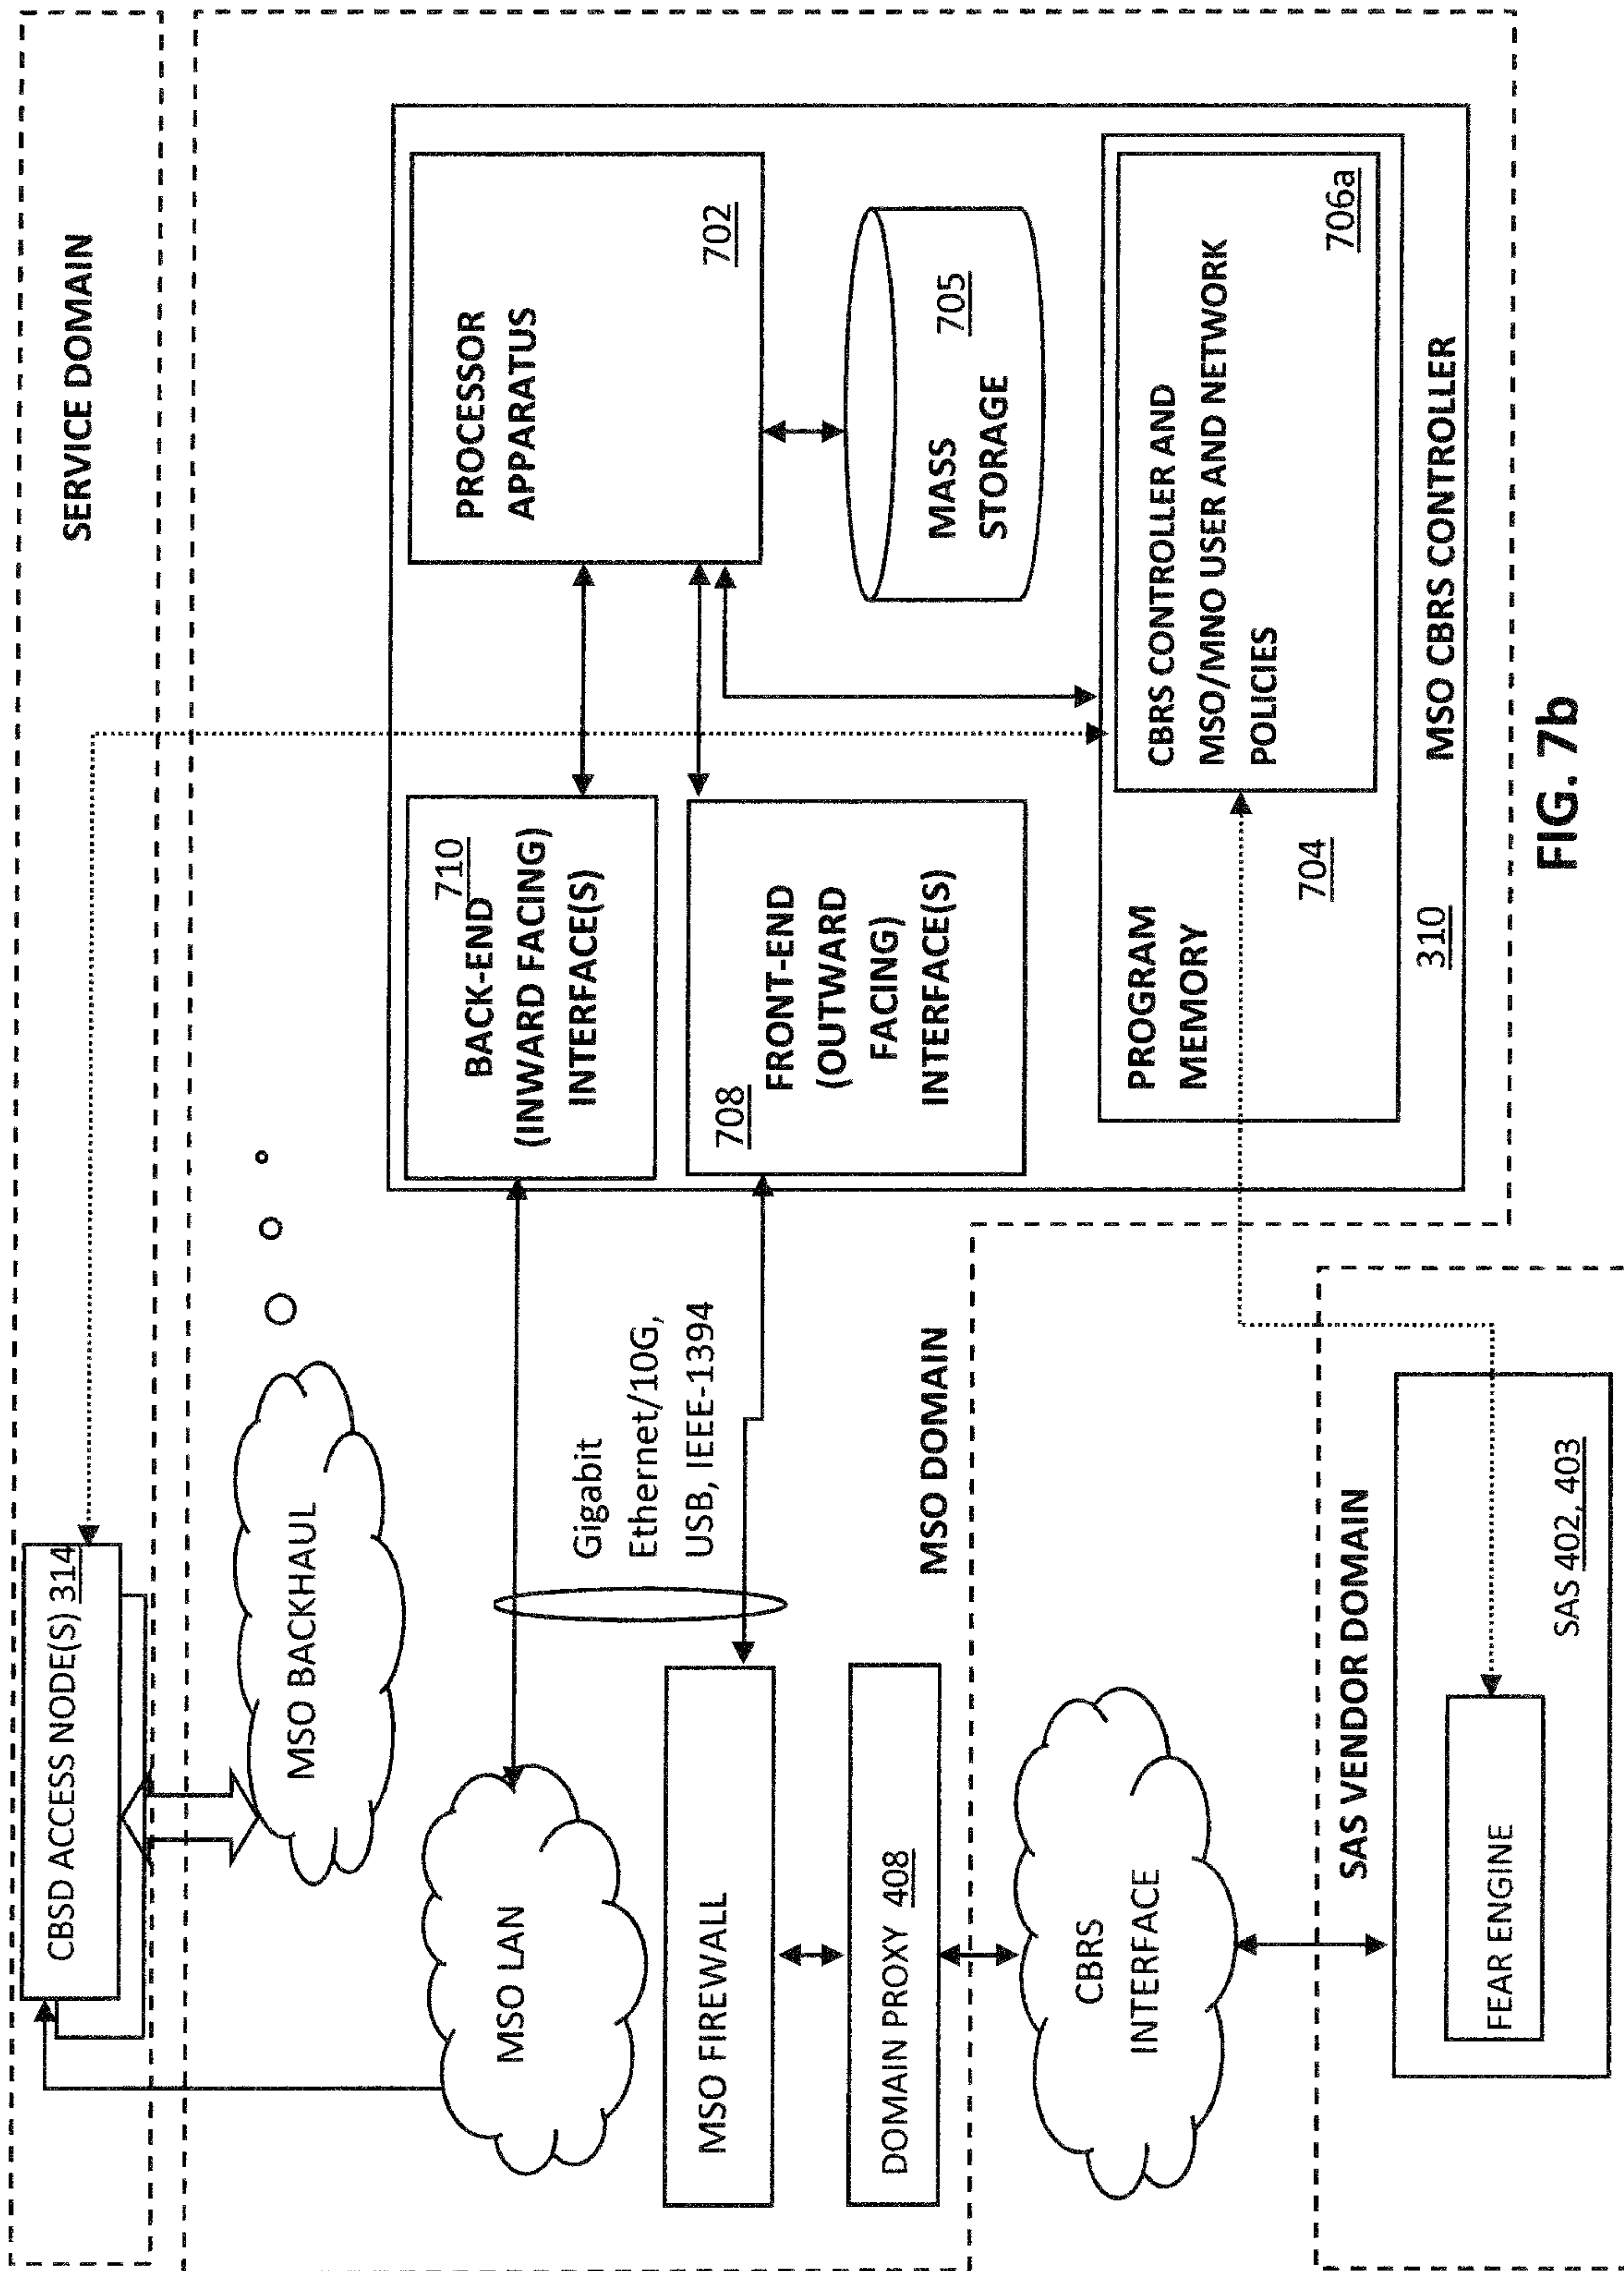 SERVICE DOMAIN
CBSD ACCESS NODE(S) 314
MSO BACKHAUL
MSO LAN
Gigabit
Ethernet/10G,
USB, IEEE-1394
MSO FIREWALL
DOMAIN PROXY 408
MSO DOMAIN
710
BACK-END
(INWARD FACING)
INTERFACE(S)
708
FRONT-END
(OUTWARD
FACING)
INTERFACE(S)
PROCESSOR
APPARATUS
702
MASS
STORAGE
705
PROGRAM
MEMORY
704
CBRS CONTROLLER AND
MSO/MNO USER AND NETWORK
POLICIES
706a
310
MSO CBRS CONTROLLER
CBRS
INTERFACE
SAS VENDOR DOMAIN
FEAR ENGINE
SAS 402, 403
FIG. 7b